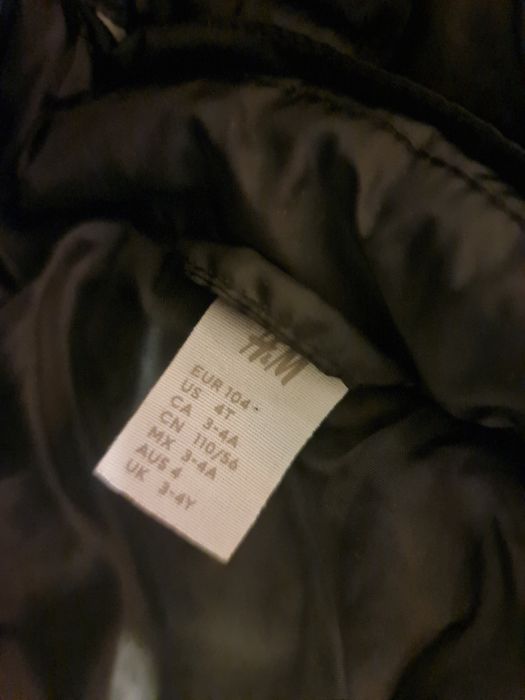 H&M
EUR 104
US 4T
CA 3-4A
CN 110/56
MX 3-4A
AUS 4
UK 3-4Y